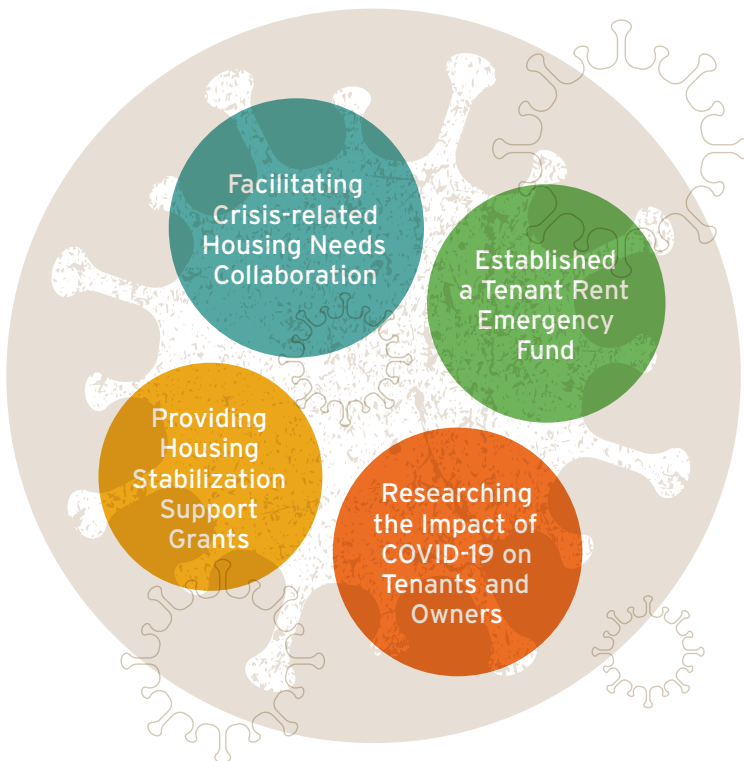 Facilitating
Crisis-related
Housing Needs
Collaboration
Established
a Tenant Rent
Emergency
Fund
Providing
Housing
Stabilization
Support
Grants
Researching
the Impact of
COVID-19 on
Tenants and
Owners